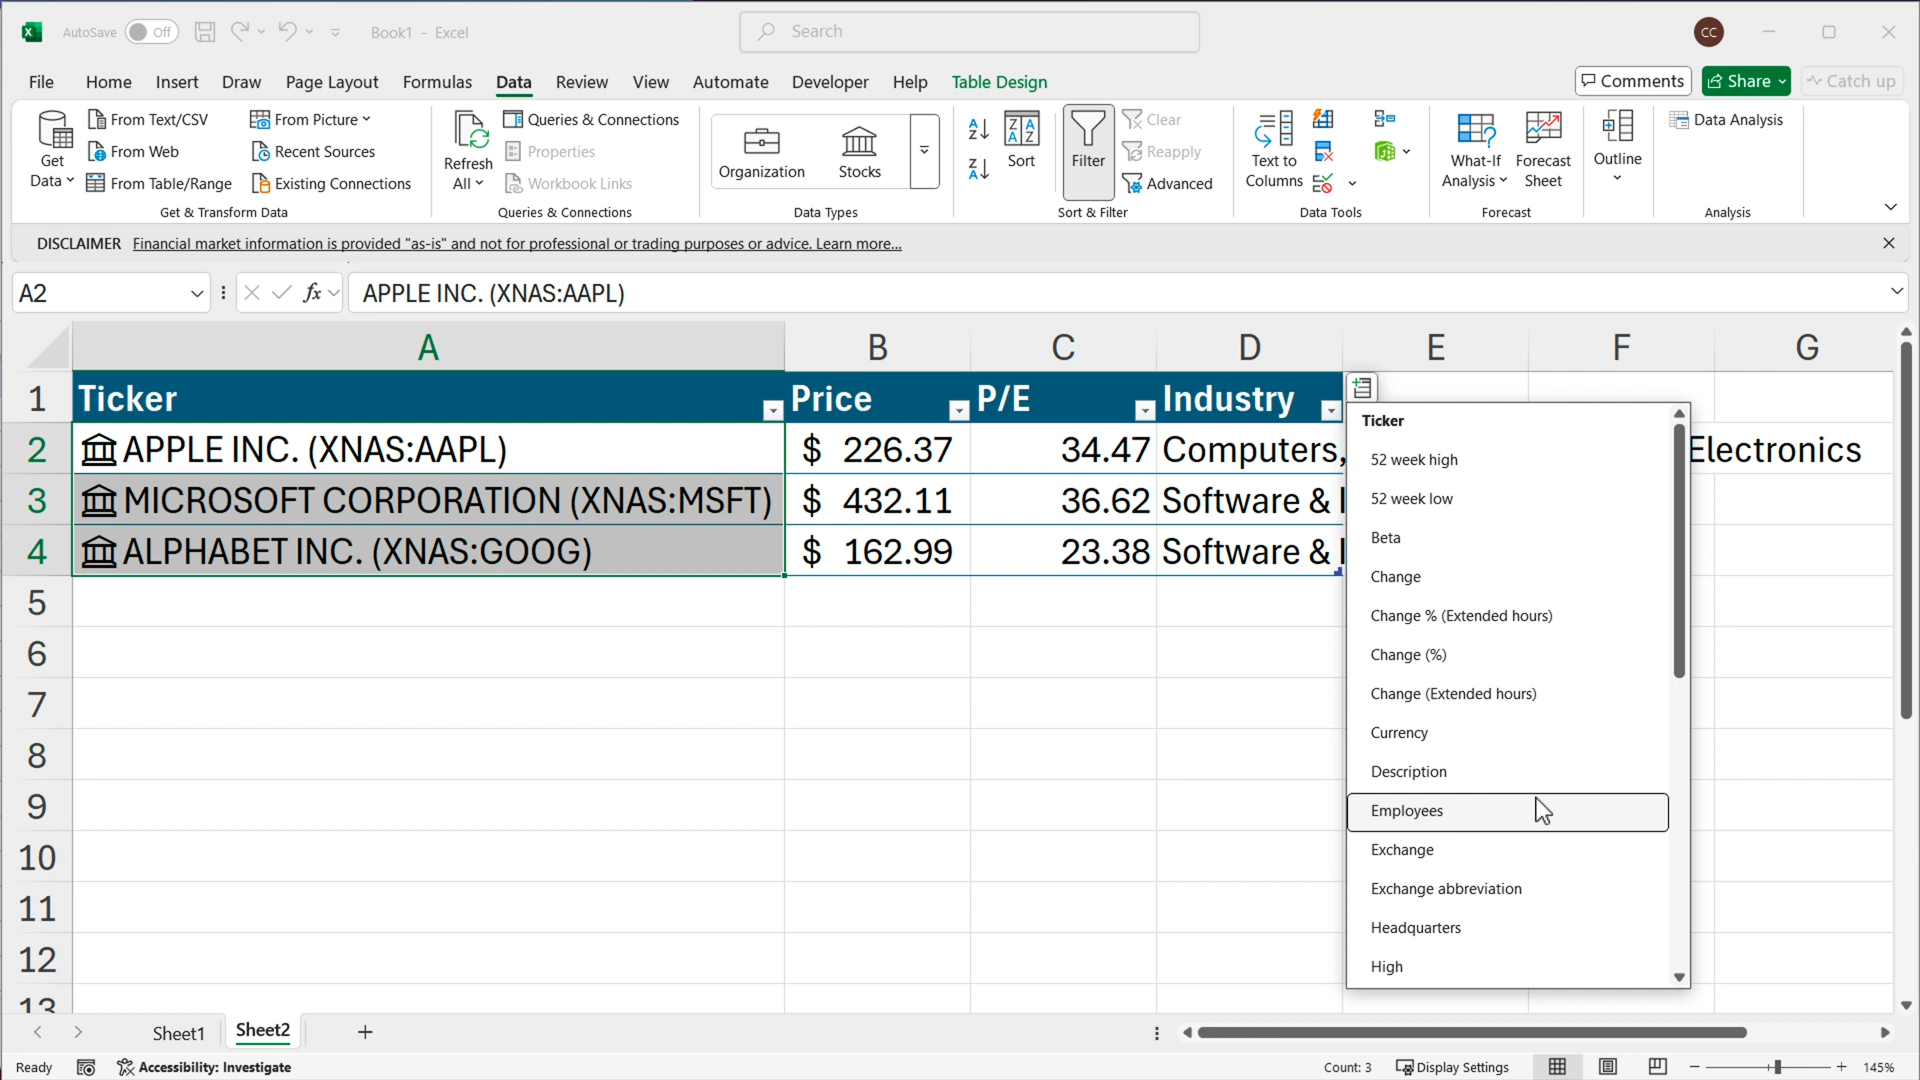 AutoSave Off Book1 - Excel Search CC
File Home Insert Draw Page Layout Formulas Data Review View Automate Developer Help Table Design Comments Share Catch up
Get Data
From Text/CSV
From Web
From Table/Range
From Picture
Recent Sources
Existing Connections
Get & Transform Data
Refresh All
Queries & Connections
Properties
Workbook Links
Queries & Connections
Organization
Stocks
Data Types
Sort
Filter
Clear
Reapply
Advanced
Sort & Filter
Text to Columns
Data Tools
What-If Analysis
Forecast Sheet
Forecast
Outline
Data Analysis
Analysis
DISCLAIMER Financial market information is provided "as-is" and not for professional or trading purposes or advice. Learn more...
A2 fx APPLE INC. (XNAS:AAPL)
A B C D E F G
1 Ticker Price P/E Industry
2 APPLE INC. (XNAS:AAPL) $ 226.37 34.47 Computers, Electronics
3 MICROSOFT CORPORATION (XNAS:MSFT) $ 432.11 36.62 Software &
4 ALPHABET INC. (XNAS:GOOG) $ 162.99 23.38 Software &
5
6
7
8
9
10
11
12
13
Ticker
52 week high
52 week low
Beta
Change
Change % (Extended hours)
Change (%)
Change (Extended hours)
Currency
Description
Employees
Exchange
Exchange abbreviation
Headquarters
High
Sheet1 Sheet2
Ready Accessibility: Investigate Count: 3 Display Settings 145%